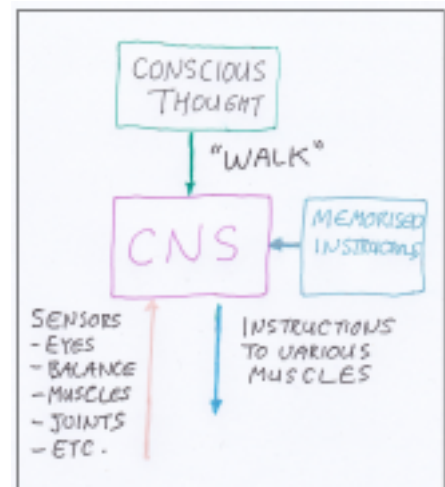 CONSCIOUS
THOUGHT
"WALK"
CNS
MEMORISED
INSTRUCTIONS
SENSORS
- EYES
- BALANCE
- MUSCLES
- JOINTS
- ETC.
INSTRUCTIONS
TO VARIOUS
MUSCLES